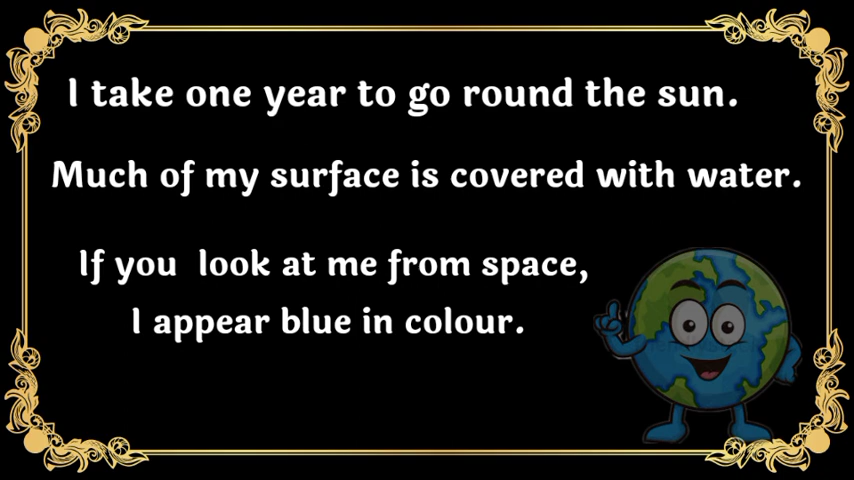 I take one year to go round the sun.
Much of my surface is covered with water.
If you look at me from space,
I appear blue in colour.